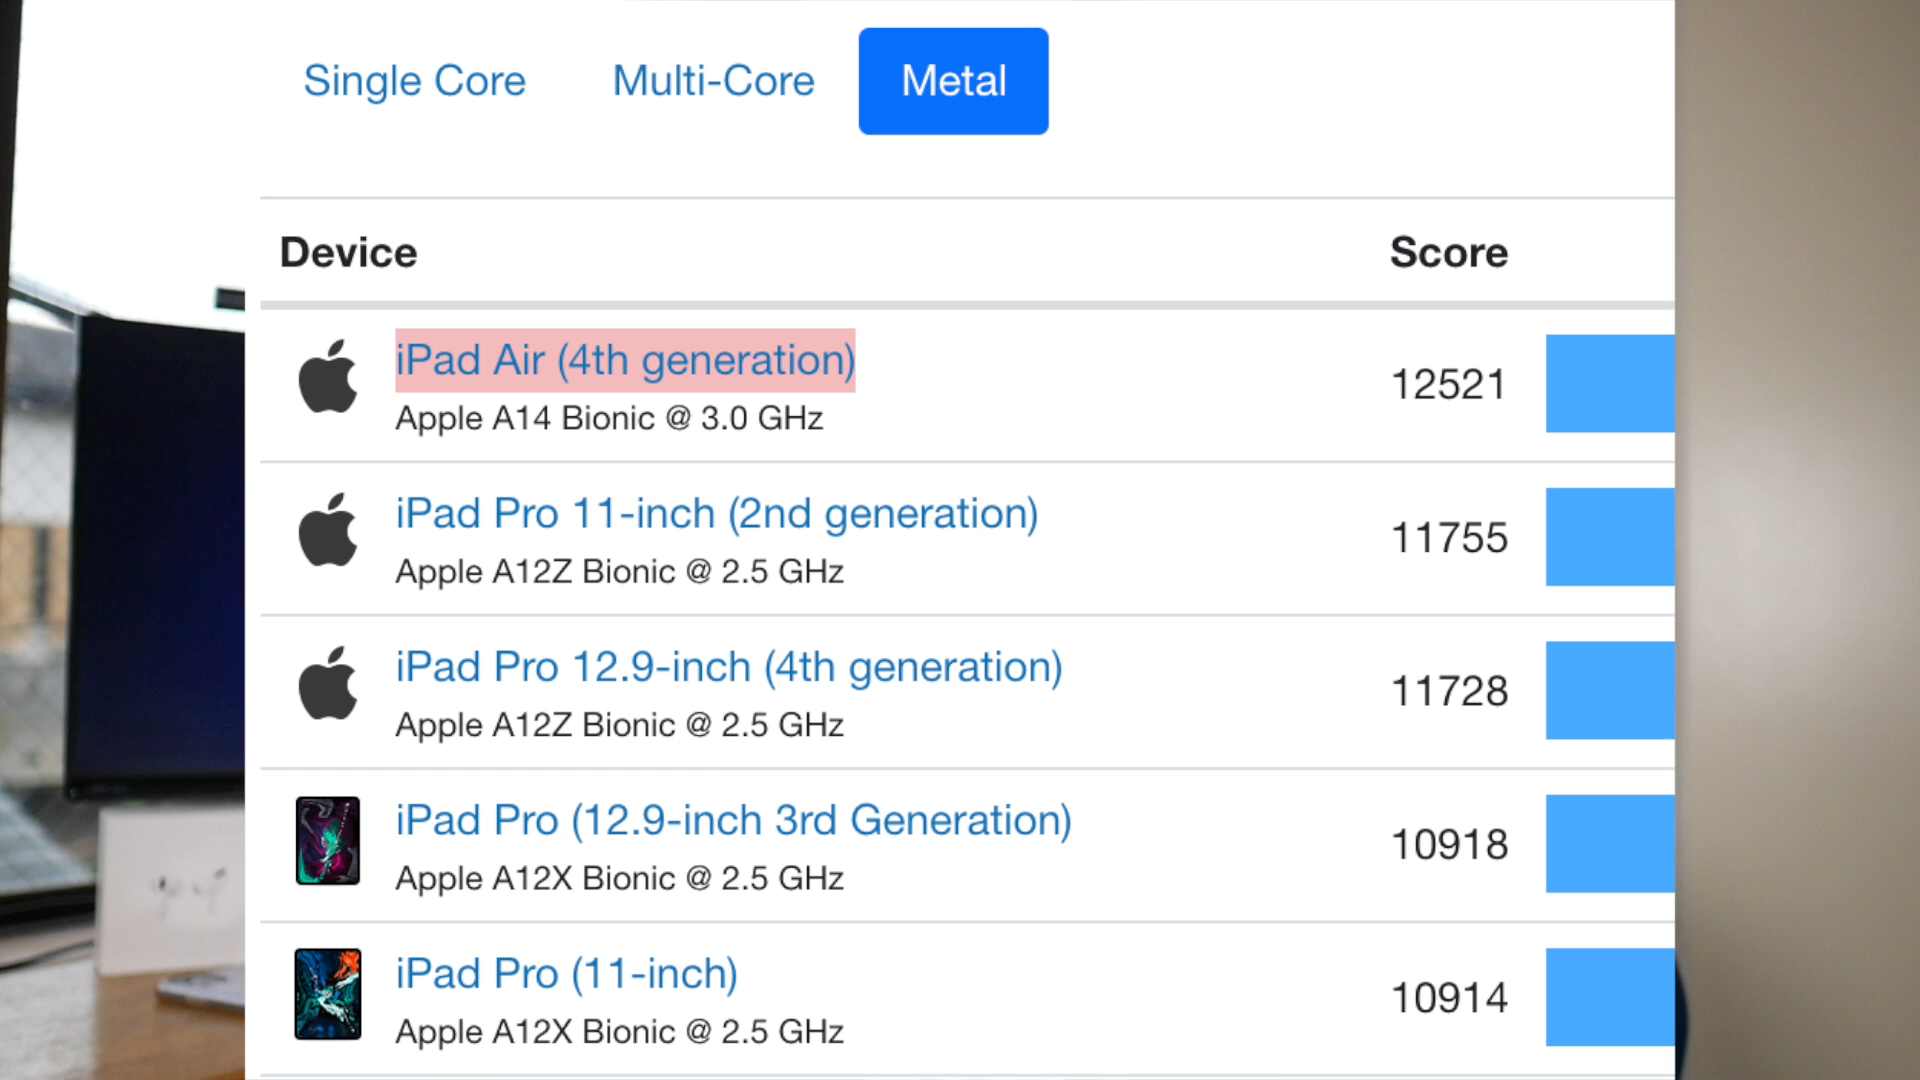 Single Core Multi-Core Metal
Device Score
iPad Air (4th generation)
Apple A14 Bionic @ 3.0 GHz
12521
iPad Pro 11-inch (2nd generation)
Apple A12Z Bionic @ 2.5 GHz
11755
iPad Pro 12.9-inch (4th generation)
Apple A12Z Bionic @ 2.5 GHz
11728
iPad Pro (12.9-inch 3rd Generation)
Apple A12X Bionic @ 2.5 GHz
10918
iPad Pro (11-inch)
Apple A12X Bionic @ 2.5 GHz
10914